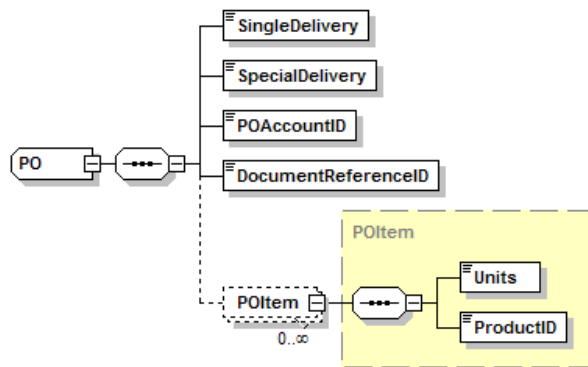 SingleDelivery
SpecialDelivery
POAccountID
PO
DocumentReferenceID
POItem
Units
POItem
0..∞
ProductID